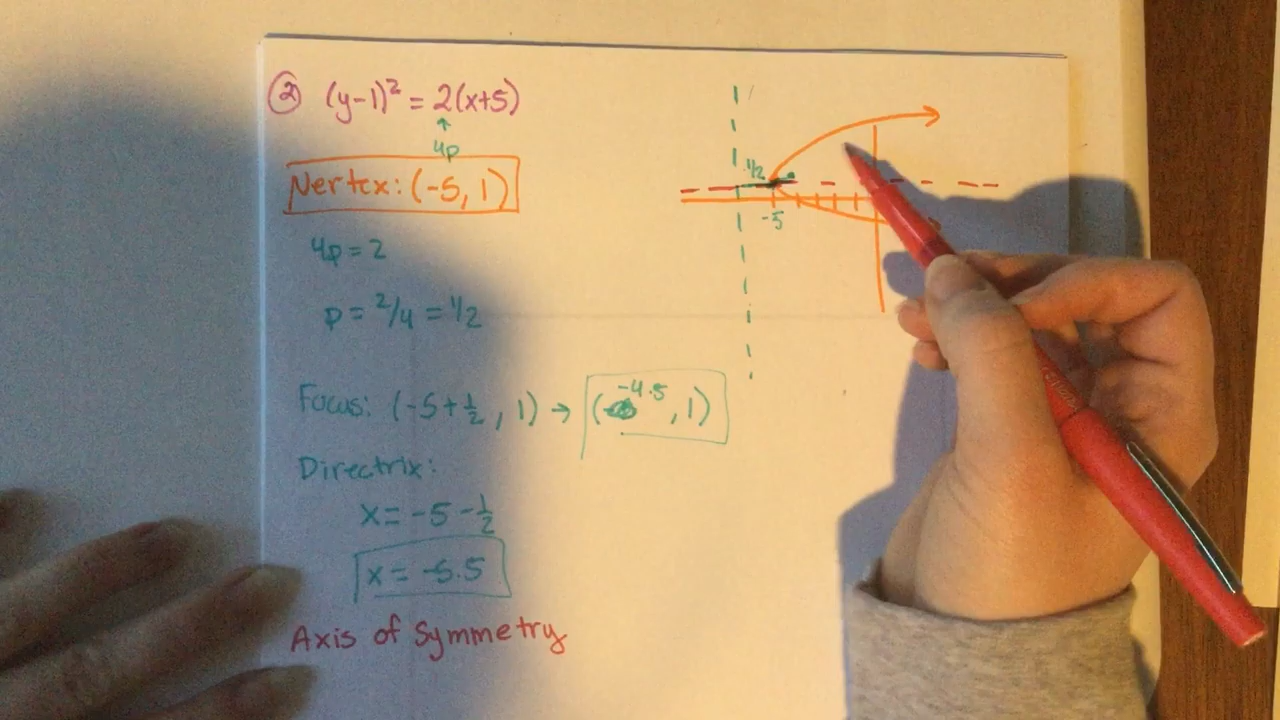 ② (y-1)² = 2(x+5)
4p
Vertex: (-5, 1)
4p = 2
p = 2/4 = 1/2
Focus: (-5 + 1/2, 1) → (-4.5, 1)
Directrix:
x = -5 - 1/2
x = -5.5
Axis of Symmetry
1/2
-5